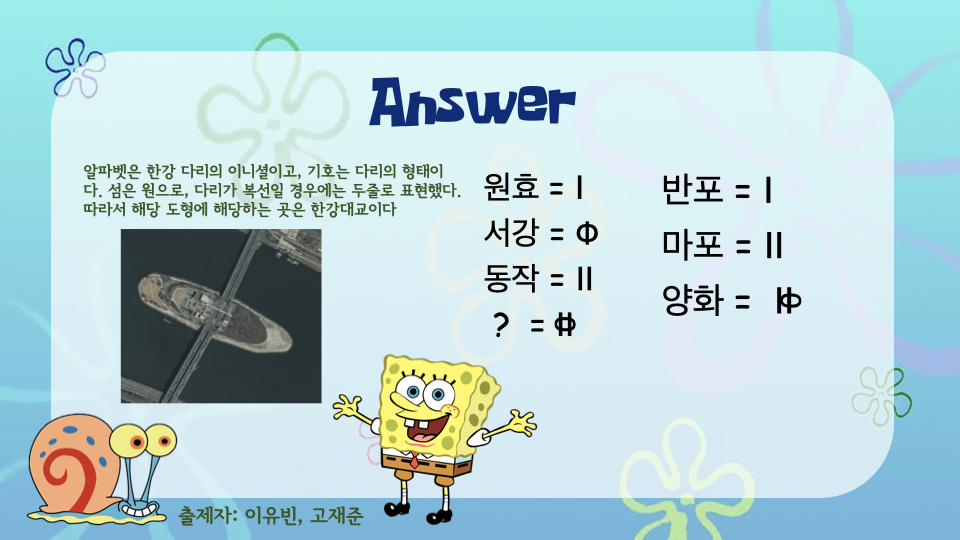 Answer
알파벳은 한강 다리의 이니셜이고, 기호는 다리의 형태이
다. 섬은 원으로, 다리가 복선일 경우에는 두줄로 표현했다.
따라서 해당 도형에 해당하는 곳은 한강대교이다
원효 = l
서강 = Φ
동작 = ll
? =
반포 = l
마포 = ll
양화 =
출제자: 이유빈, 고재준